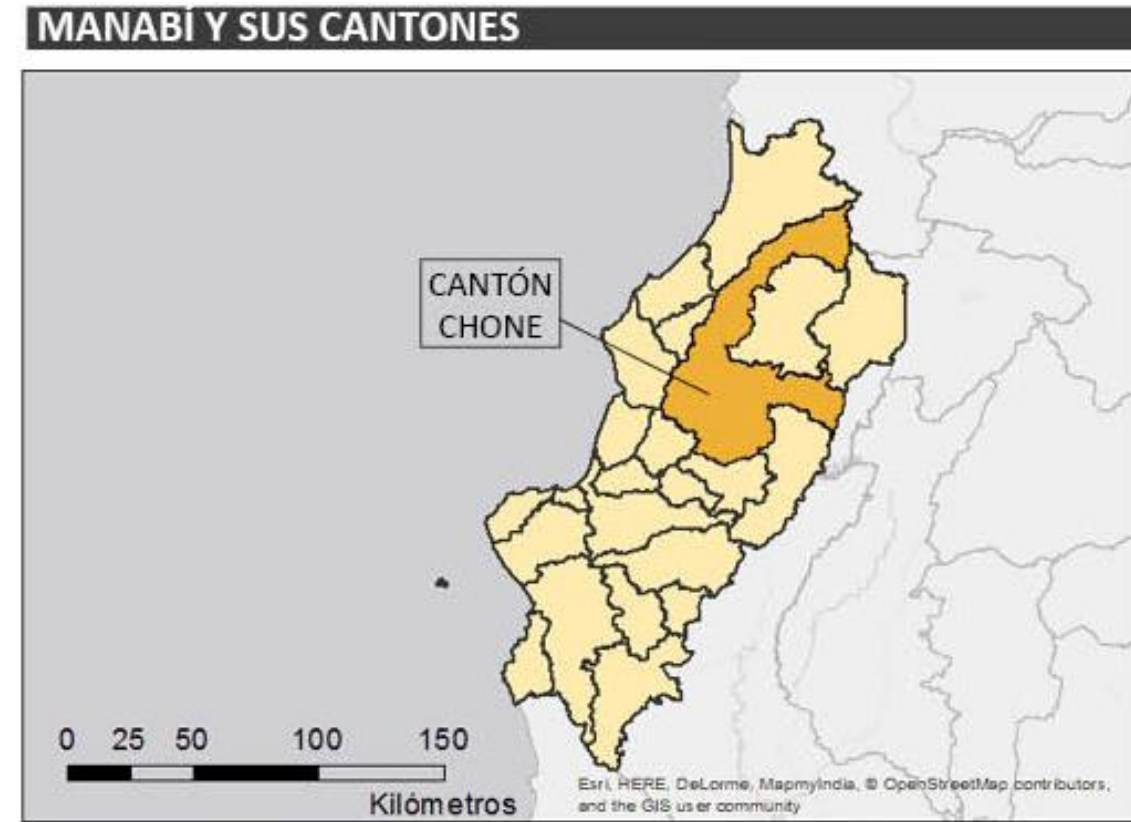 MANABÍ Y SUS CANTONES
CANTÓN
CHONE
0 25 50 100 150
Kilómetros
Esri, HERE, DeLorme, MapmyIndia, © OpenStreetMap contributors,
and the GIS user community